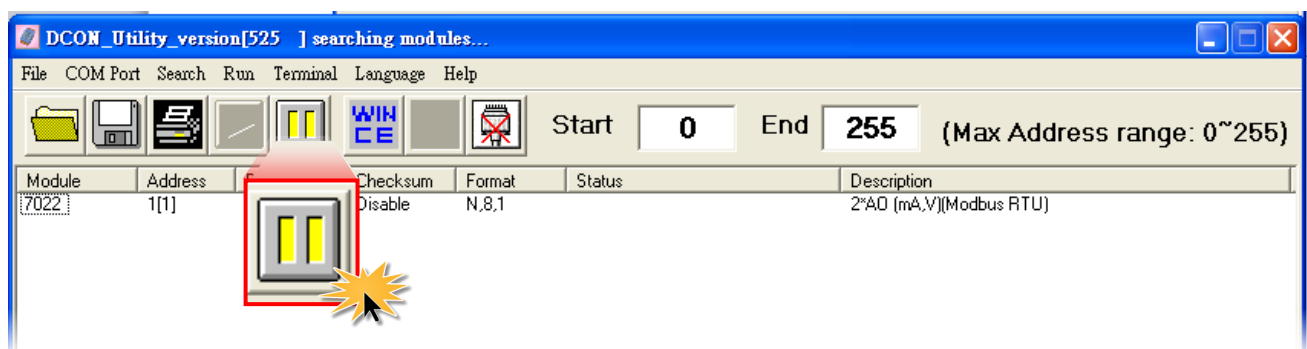 DCON_Utility_version[525 ] searching modules...
File COM Port Search Run Terminal Language Help
WIN CE Start 0 End 255 (Max Address range: 0~255)
Module Address Checksum Format Status Description
7022 1[1] Disable N,8,1 2*AO (mA,V)(Modbus RTU)